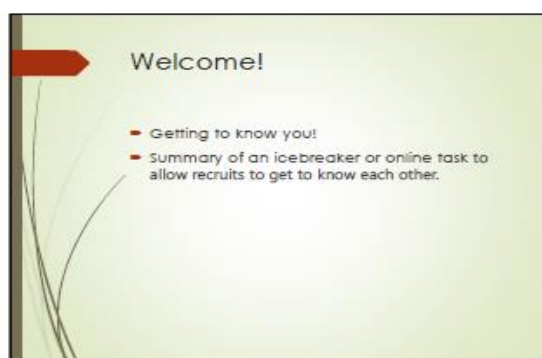 Welcome!
Getting to know you!
Summary of an icebreaker or online task to
allow recruits to get to know each other.